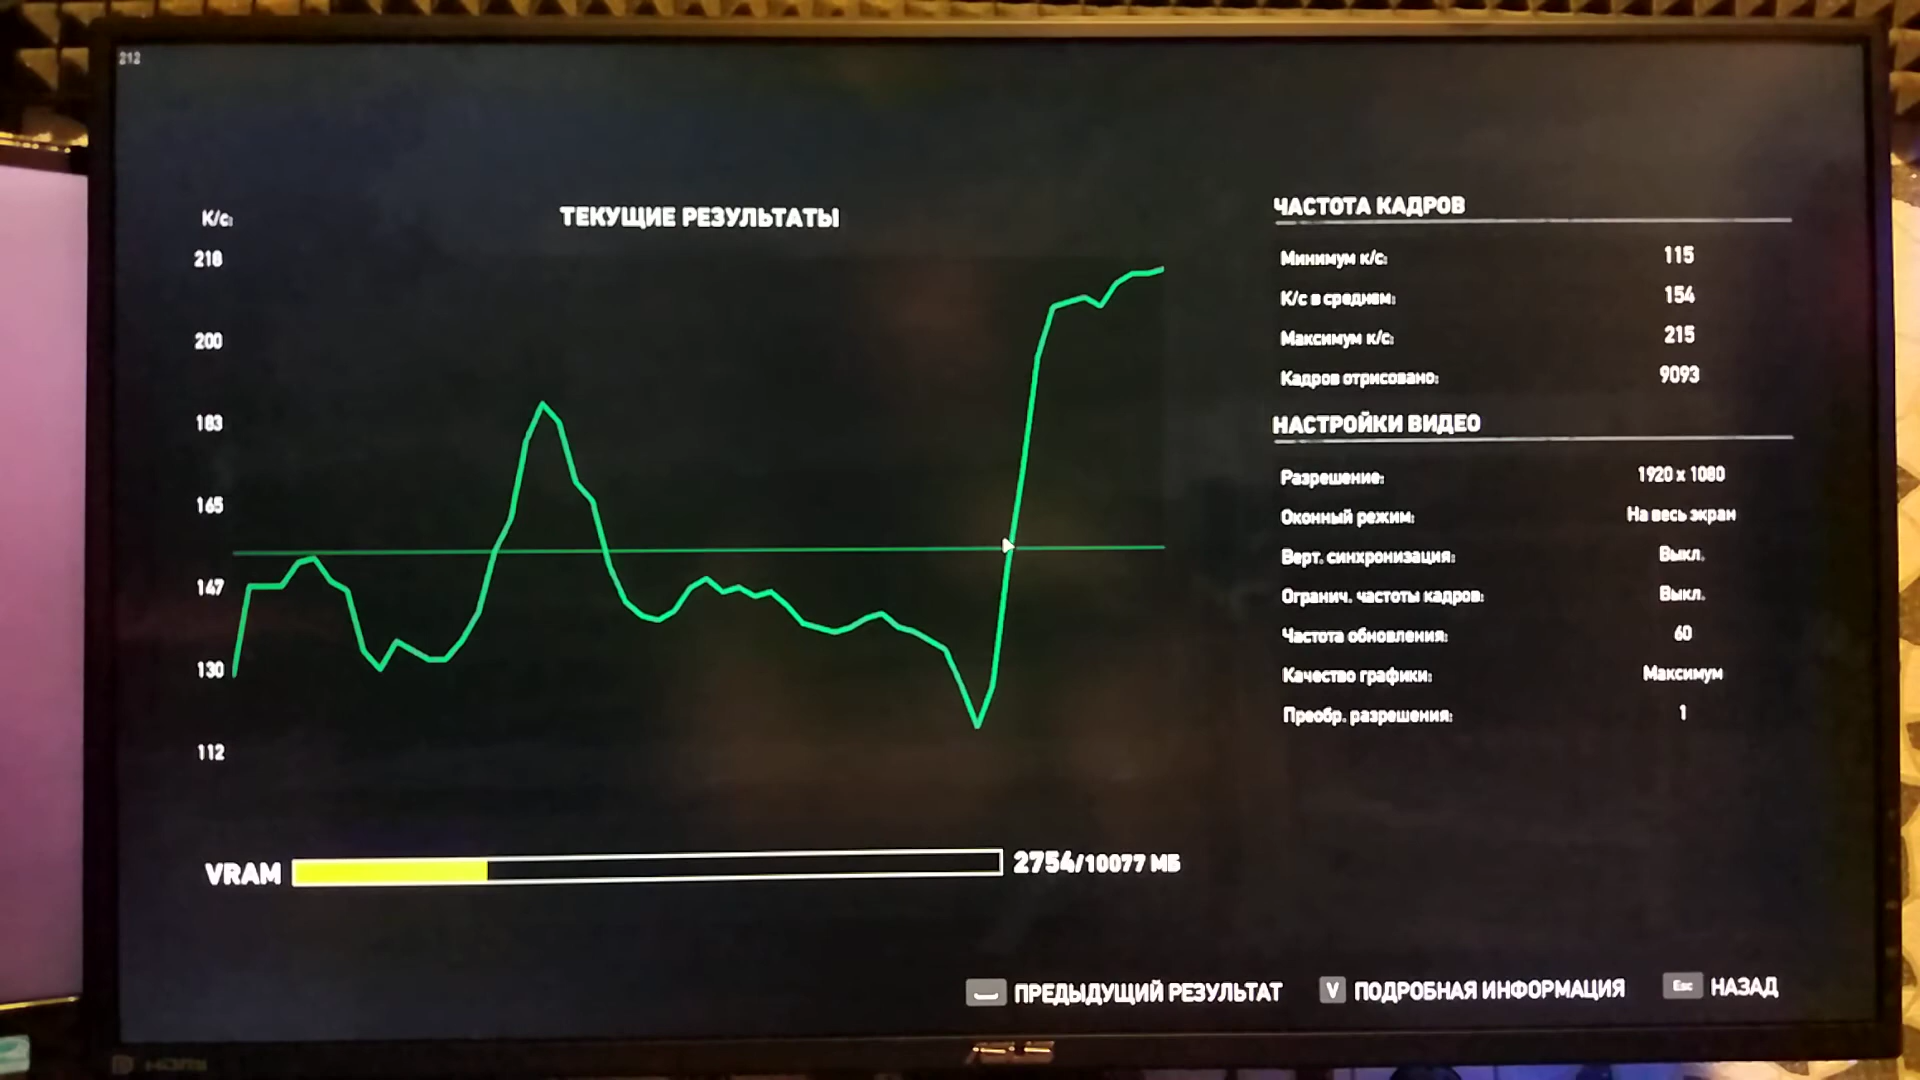 212
К/с:
ТЕКУЩИЕ РЕЗУЛЬТАТЫ
218
200
183
165
147
130
112
VRAM 2754/10077 МБ
ЧАСТОТА КАДРОВ
Минимум к/с: 115
К/с в среднем: 154
Максимум к/с: 215
Кадров отрисовано: 9093
НАСТРОЙКИ ВИДЕО
Разрешение: 1920 x 1080
Оконный режим: На весь экран
Верт. синхронизация: Выкл.
Огранич. частоты кадров: Выкл.
Частота обновления: 60
Качество графики: Максимум
Преобр. разрешения: 1
ПРЕДЫДУЩИЙ РЕЗУЛЬТАТ V ПОДРОБНАЯ ИНФОРМАЦИЯ Esc НАЗАД
ASUS
HDMI